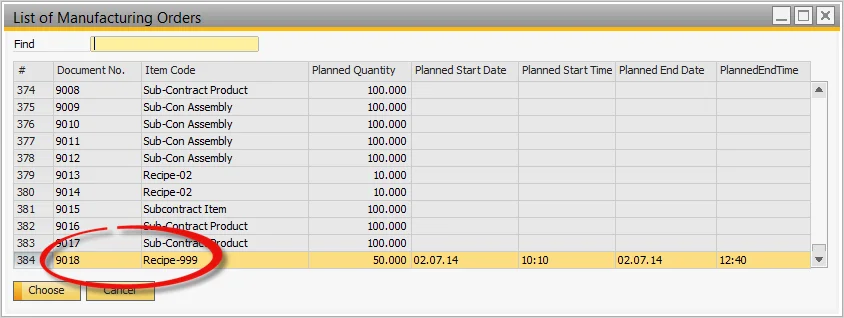 List of Manufacturing Orders
Find
# Document No. Item Code Planned Quantity Planned Start Date Planned Start Time Planned End Date PlannedEndTime
374 9008 Sub-Contract Product 100.000
375 9009 Sub-Con Assembly 100.000
376 9010 Sub-Con Assembly 100.000
377 9011 Sub-Con Assembly 100.000
378 9012 Sub-Con Assembly 100.000
379 9013 Recipe-02 10.000
380 9014 Recipe-02 10.000
381 9015 Subcontract Item 100.000
382 9016 Sub-Contract Product 100.000
383 9017 Sub-Contract Product 100.000
384 9018 Recipe-999 50.000 02.07.14 10:10 02.07.14 12:40
Choose Cancel